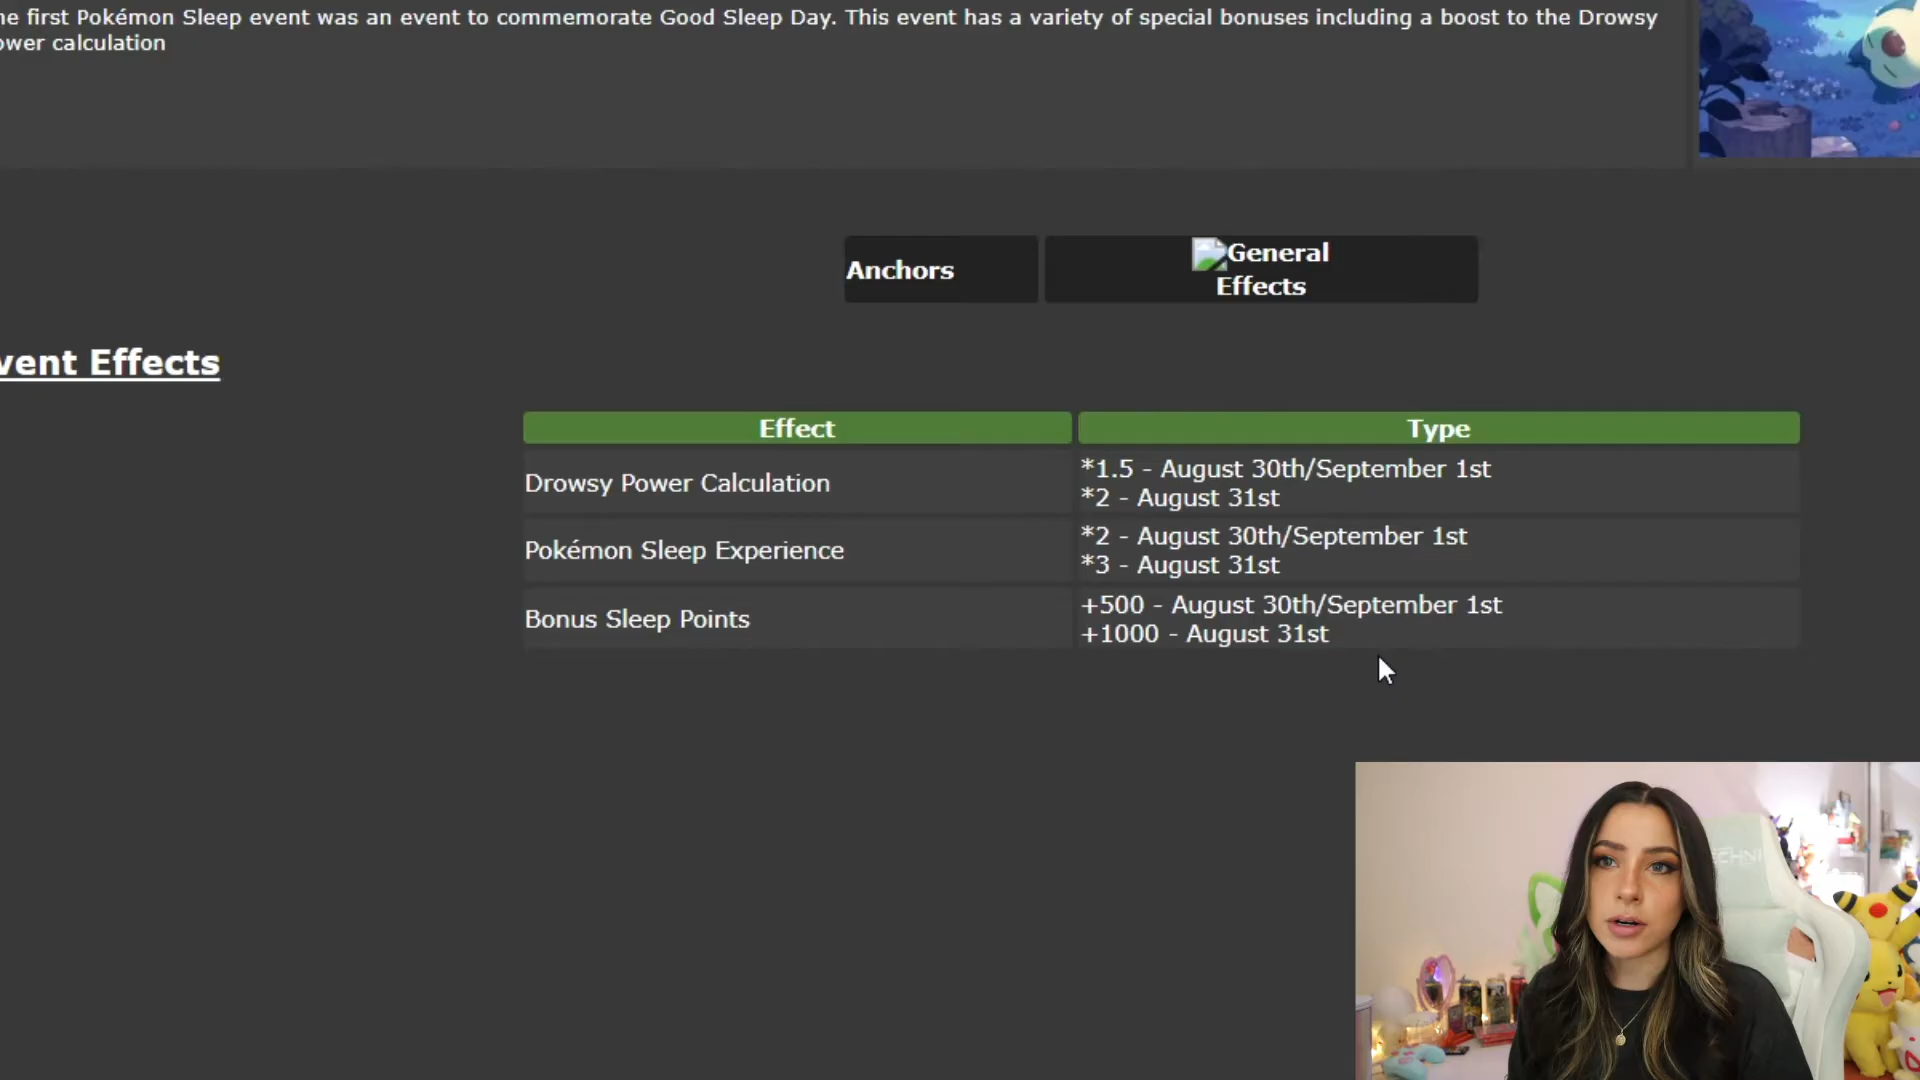 he first Pokémon Sleep event was an event to commemorate Good Sleep Day. This event has a variety of special bonuses including a boost to the Drowsy
ower calculation
Anchors
General
Effects
vent Effects
Effect Type
Drowsy Power Calculation
*1.5 - August 30th/September 1st
*2 - August 31st
Pokémon Sleep Experience
*2 - August 30th/September 1st
*3 - August 31st
Bonus Sleep Points
+500 - August 30th/September 1st
+1000 - August 31st